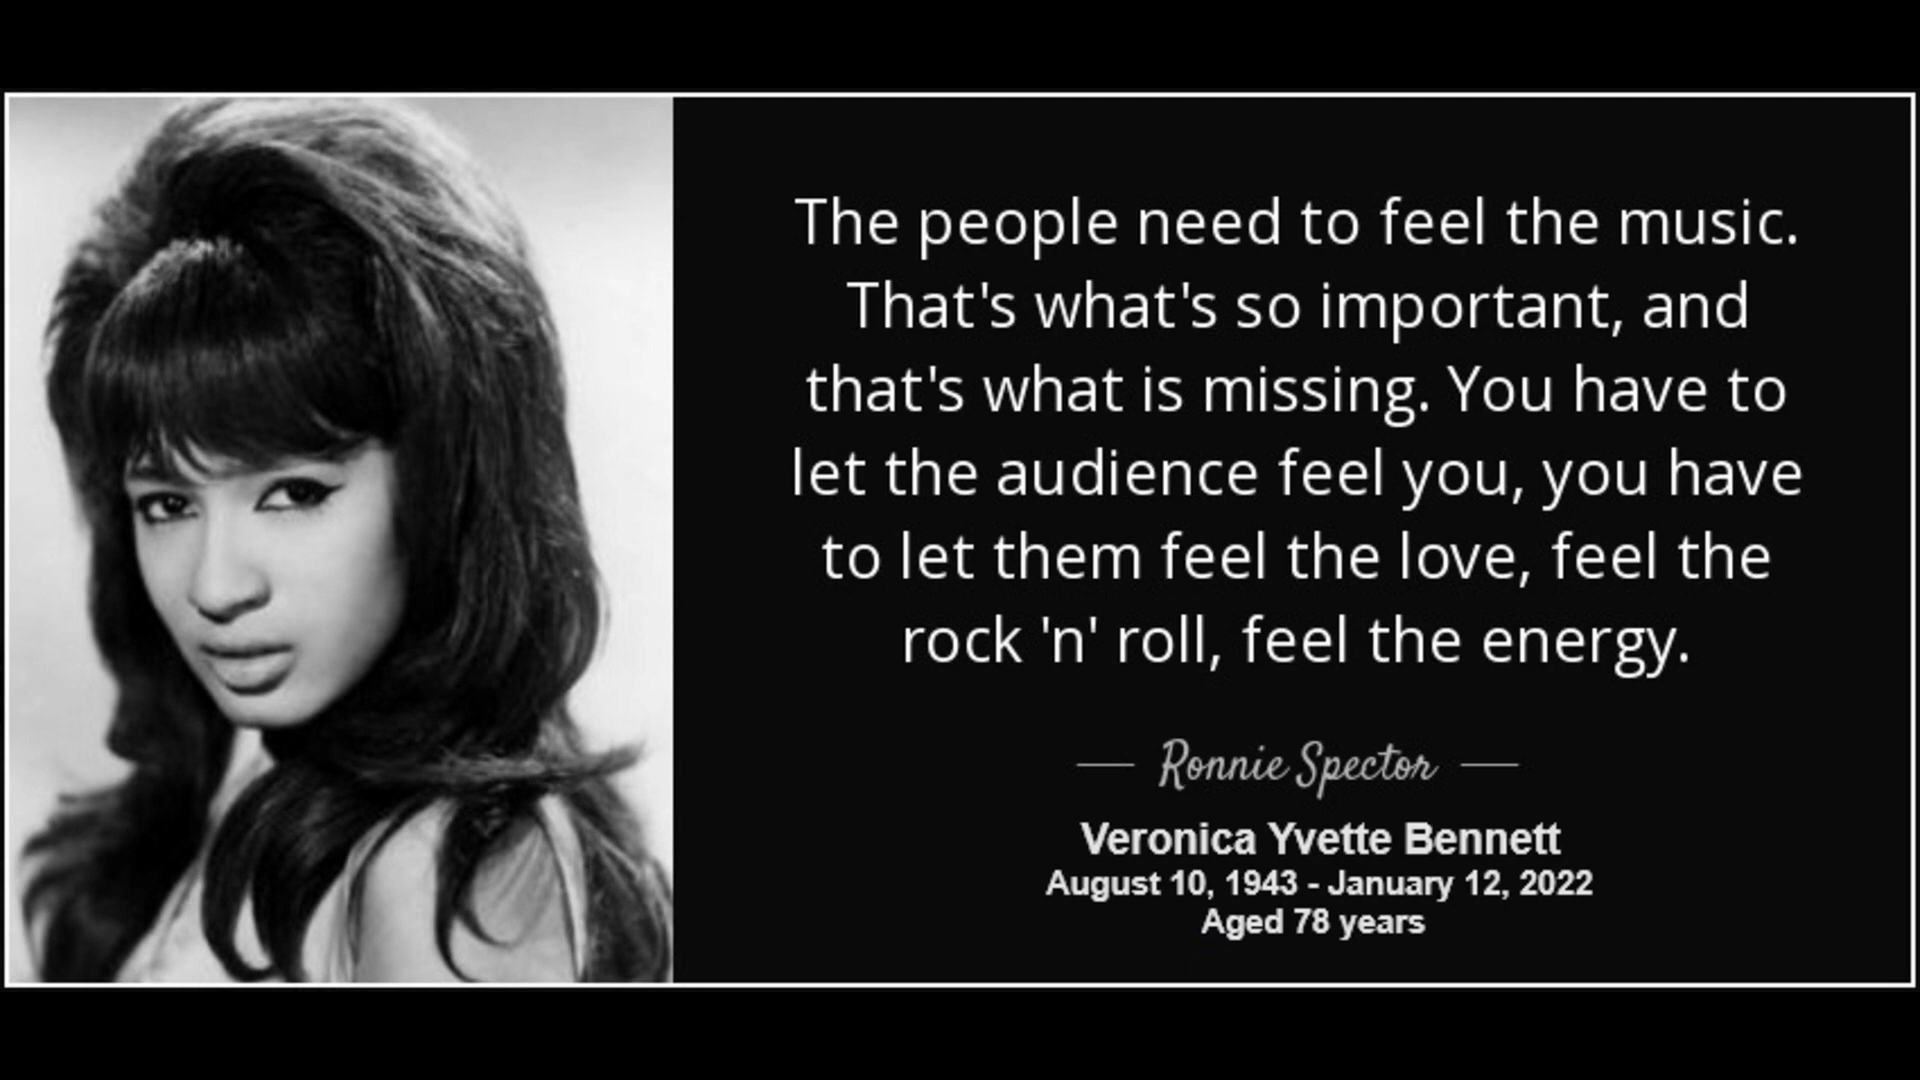 The people need to feel the music.
That's what's so important, and
that's what is missing. You have to
let the audience feel you, you have
to let them feel the love, feel the
rock 'n' roll, feel the energy.
— Ronnie Spector —
Veronica Yvette Bennett
August 10, 1943 - January 12, 2022
Aged 78 years